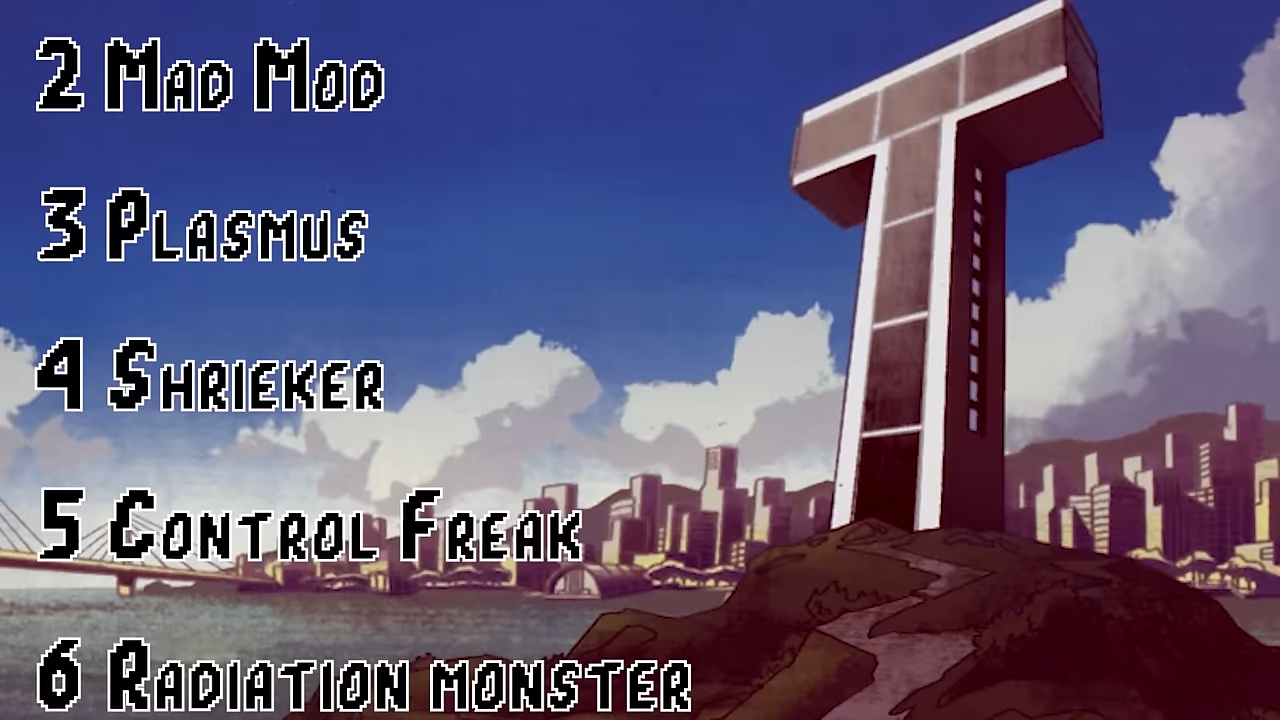 2 Mad Mod
3 Plasmus
4 Shrieker
5 Control Freak
6 Radiation monster